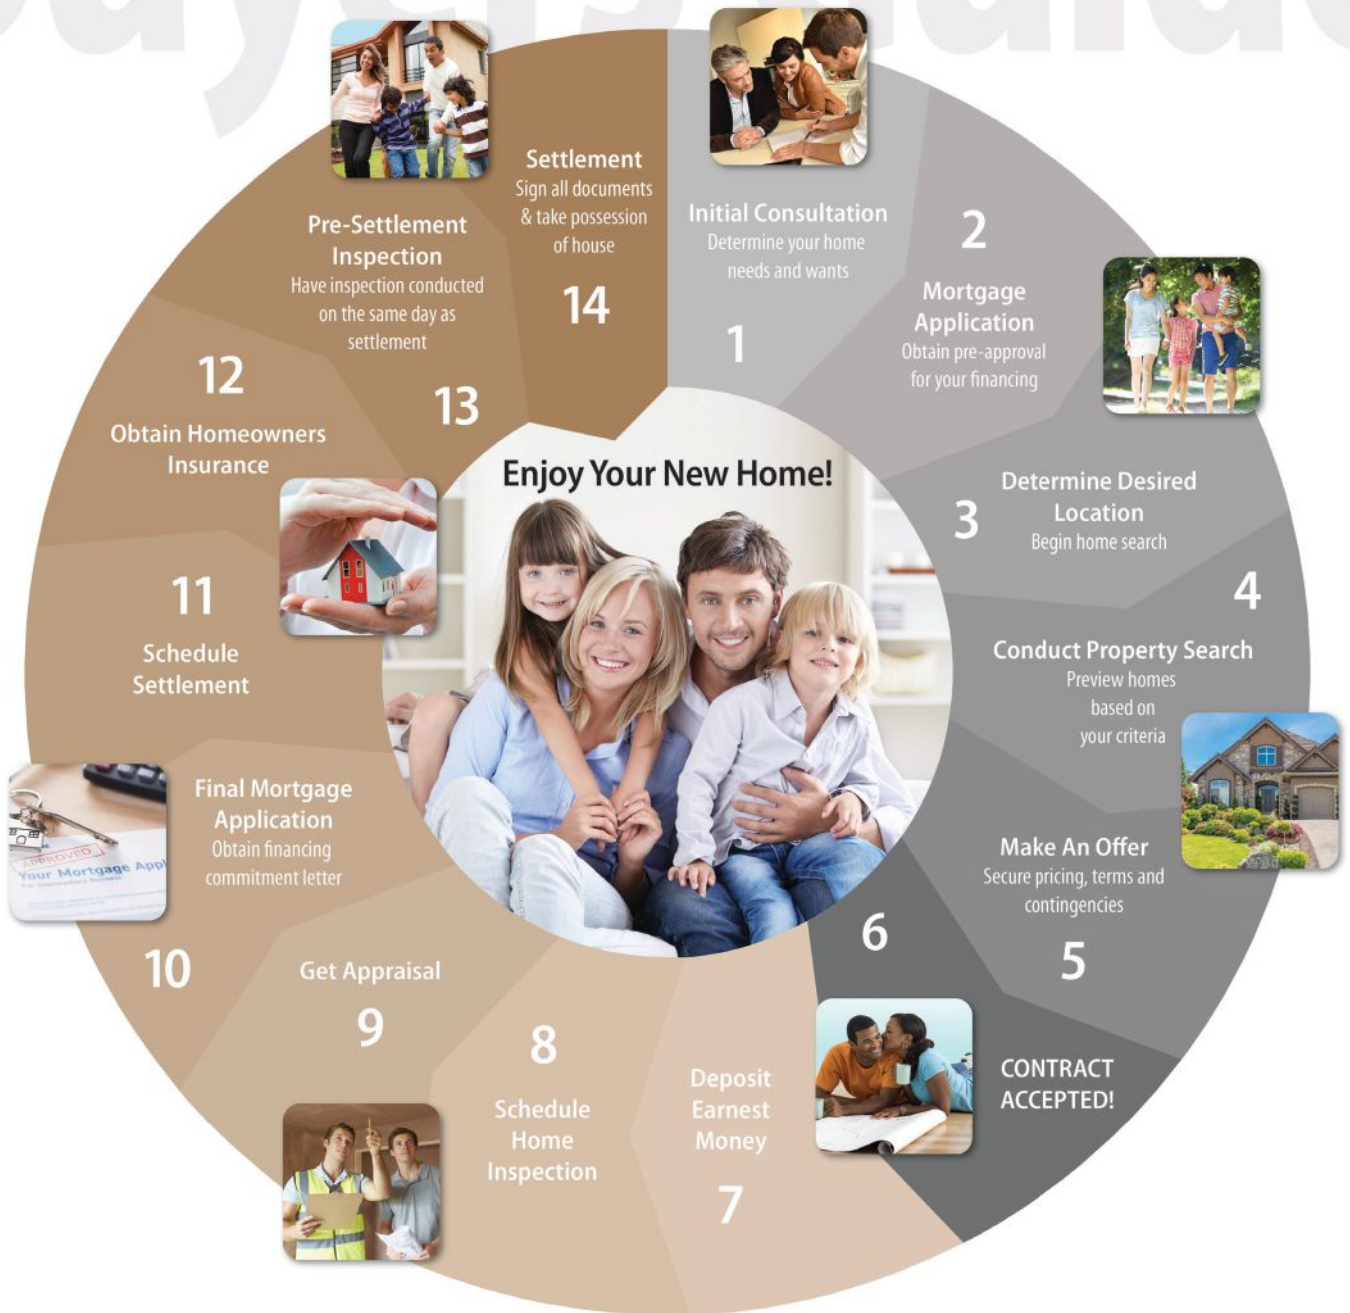 Buyers Guide
Settlement
Sign all documents
& take possession
of house
14
Initial Consultation
Determine your home
needs and wants
1
2
Mortgage
Application
Obtain pre-approval
for your financing
Determine Desired
Location
Begin home search
3
4
Conduct Property Search
Preview homes
based on
your criteria
Make An Offer
Secure pricing, terms and
contingencies
5
6
CONTRACT
ACCEPTED!
Deposit
Earnest
Money
7
8
Schedule
Home
Inspection
Get Appraisal
9
Final Mortgage
Application
Obtain financing
commitment letter
10
APPROVED
Your Mortgage Appl
11
Schedule
Settlement
12
Obtain Homeowners
Insurance
Pre-Settlement
Inspection
Have inspection conducted
on the same day as
settlement
13
Enjoy Your New Home!